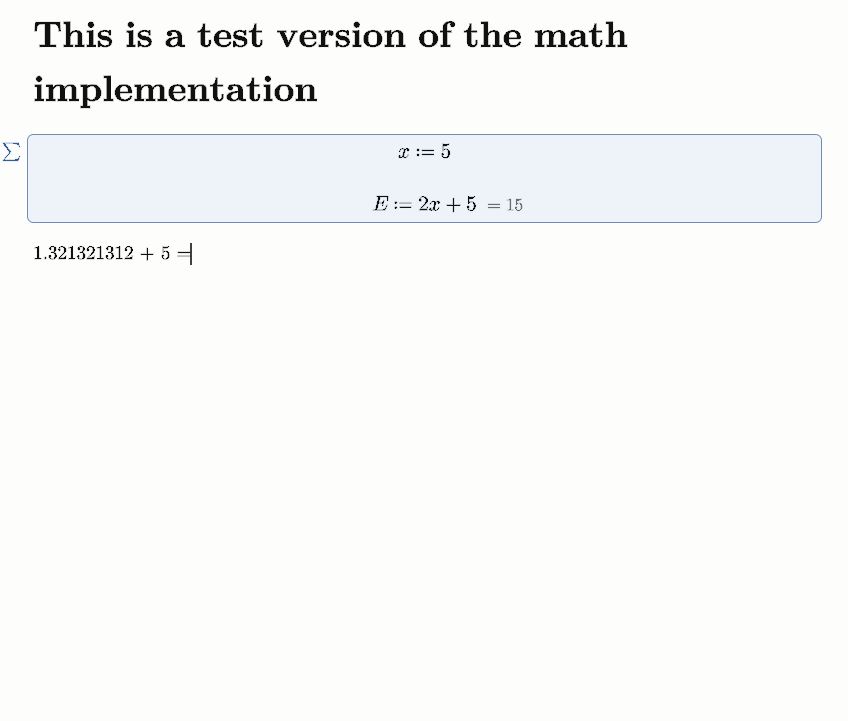 This is a test version of the math
implementation
∑
x := 5
E := 2x + 5 = 15
1.321321312 + 5 =